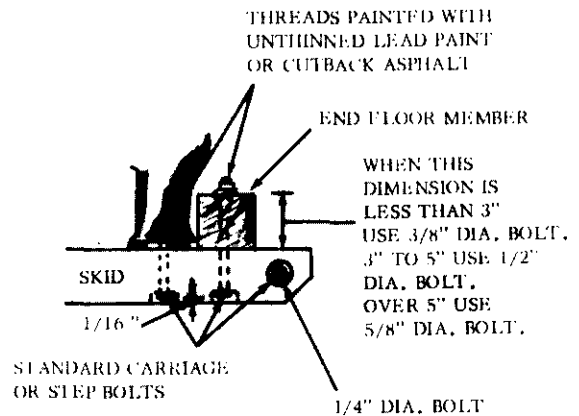 THREADS PAINTED WITH
UNTHINNED LEAD PAINT
OR CUTBACK ASPHALT
END FLOOR MEMBER
WHEN THIS
DIMENSION IS
LESS THAN 3"
USE 3/8" DIA. BOLT.
3" TO 5" USE 1/2"
DIA. BOLT.
OVER 5" USE
5/8" DIA. BOLT.
SKID
1/16"
STANDARD CARRIAGE
OR STEP BOLTS
1/4" DIA. BOLT